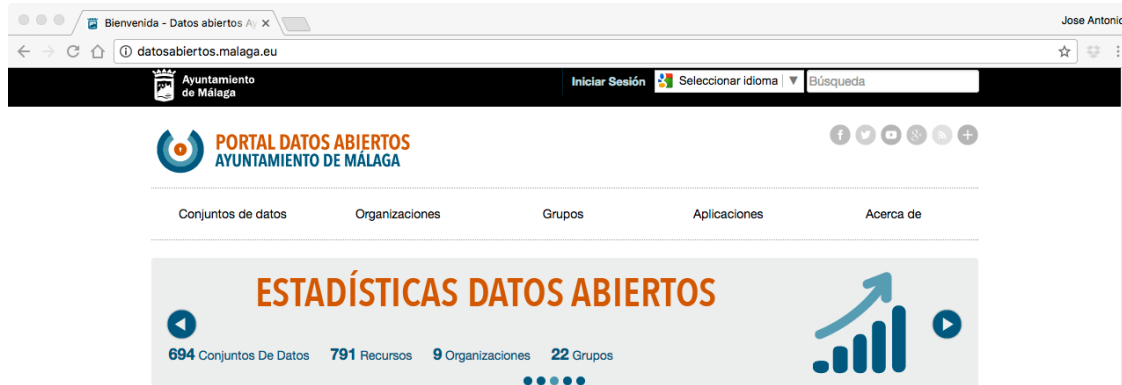 Bienvenida - Datos abiertos Ay
Jose Antonio
datosabiertos.malaga.eu
Ayuntamiento
de Málaga
Iniciar Sesión
Seleccionar idioma
Búsqueda
PORTAL DATOS ABIERTOS
AYUNTAMIENTO DE MÁLAGA
Conjuntos de datos Organizaciones Grupos Aplicaciones Acerca de
ESTADÍSTICAS DATOS ABIERTOS
694 Conjuntos De Datos 791 Recursos 9 Organizaciones 22 Grupos